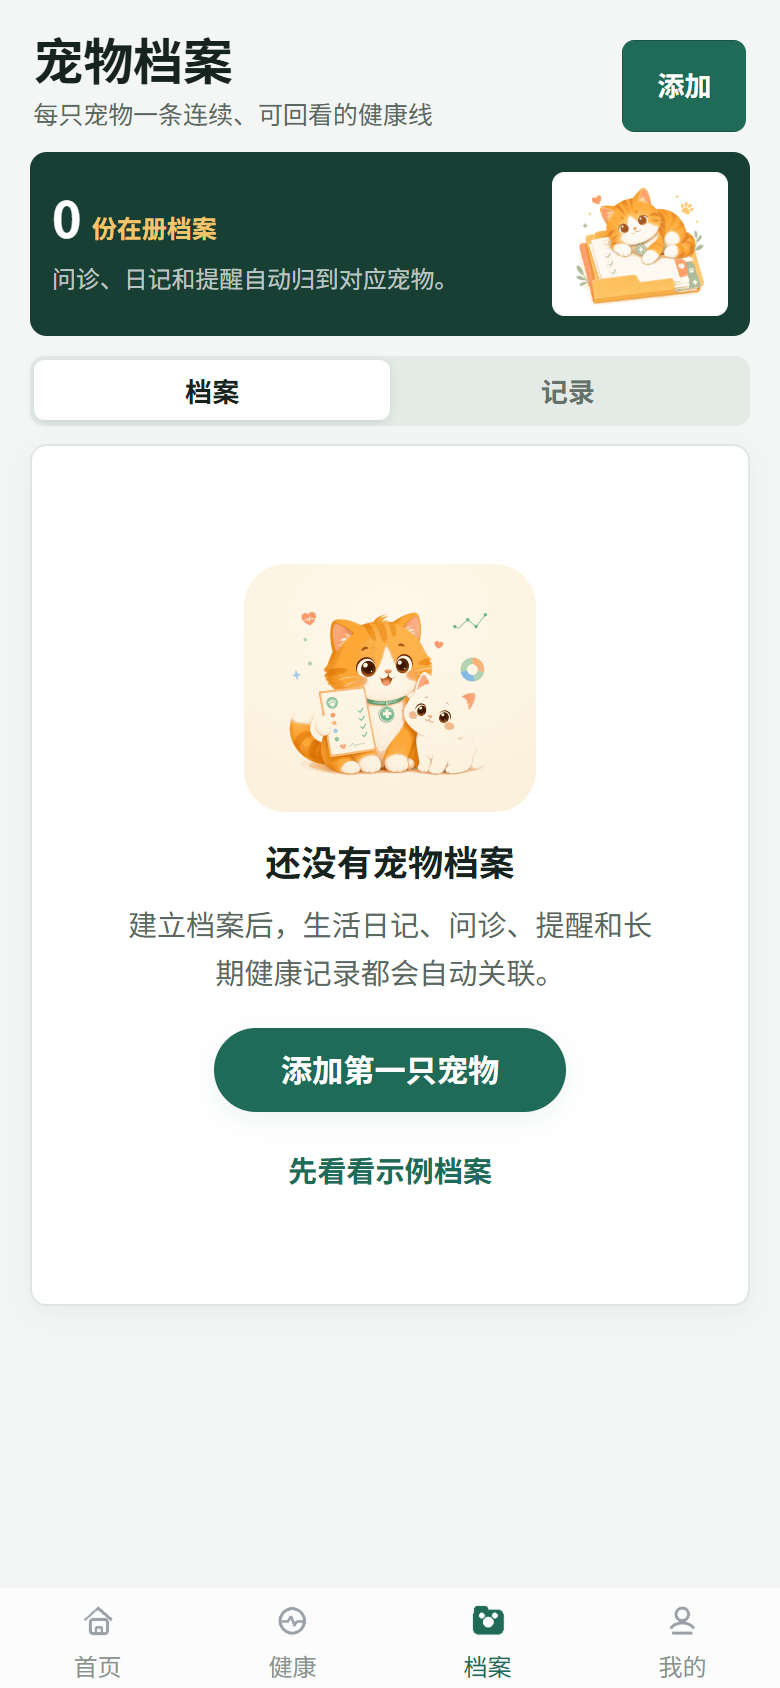 宠物档案
每只宠物一条连续、可回看的健康线
添加
0 份在册档案
问诊、日记和提醒自动归到对应宠物。
档案
记录
还没有宠物档案
建立档案后，生活日记、问诊、提醒和长
期健康记录都会自动关联。
添加第一只宠物
先看看示例档案
首页
健康
档案
我的